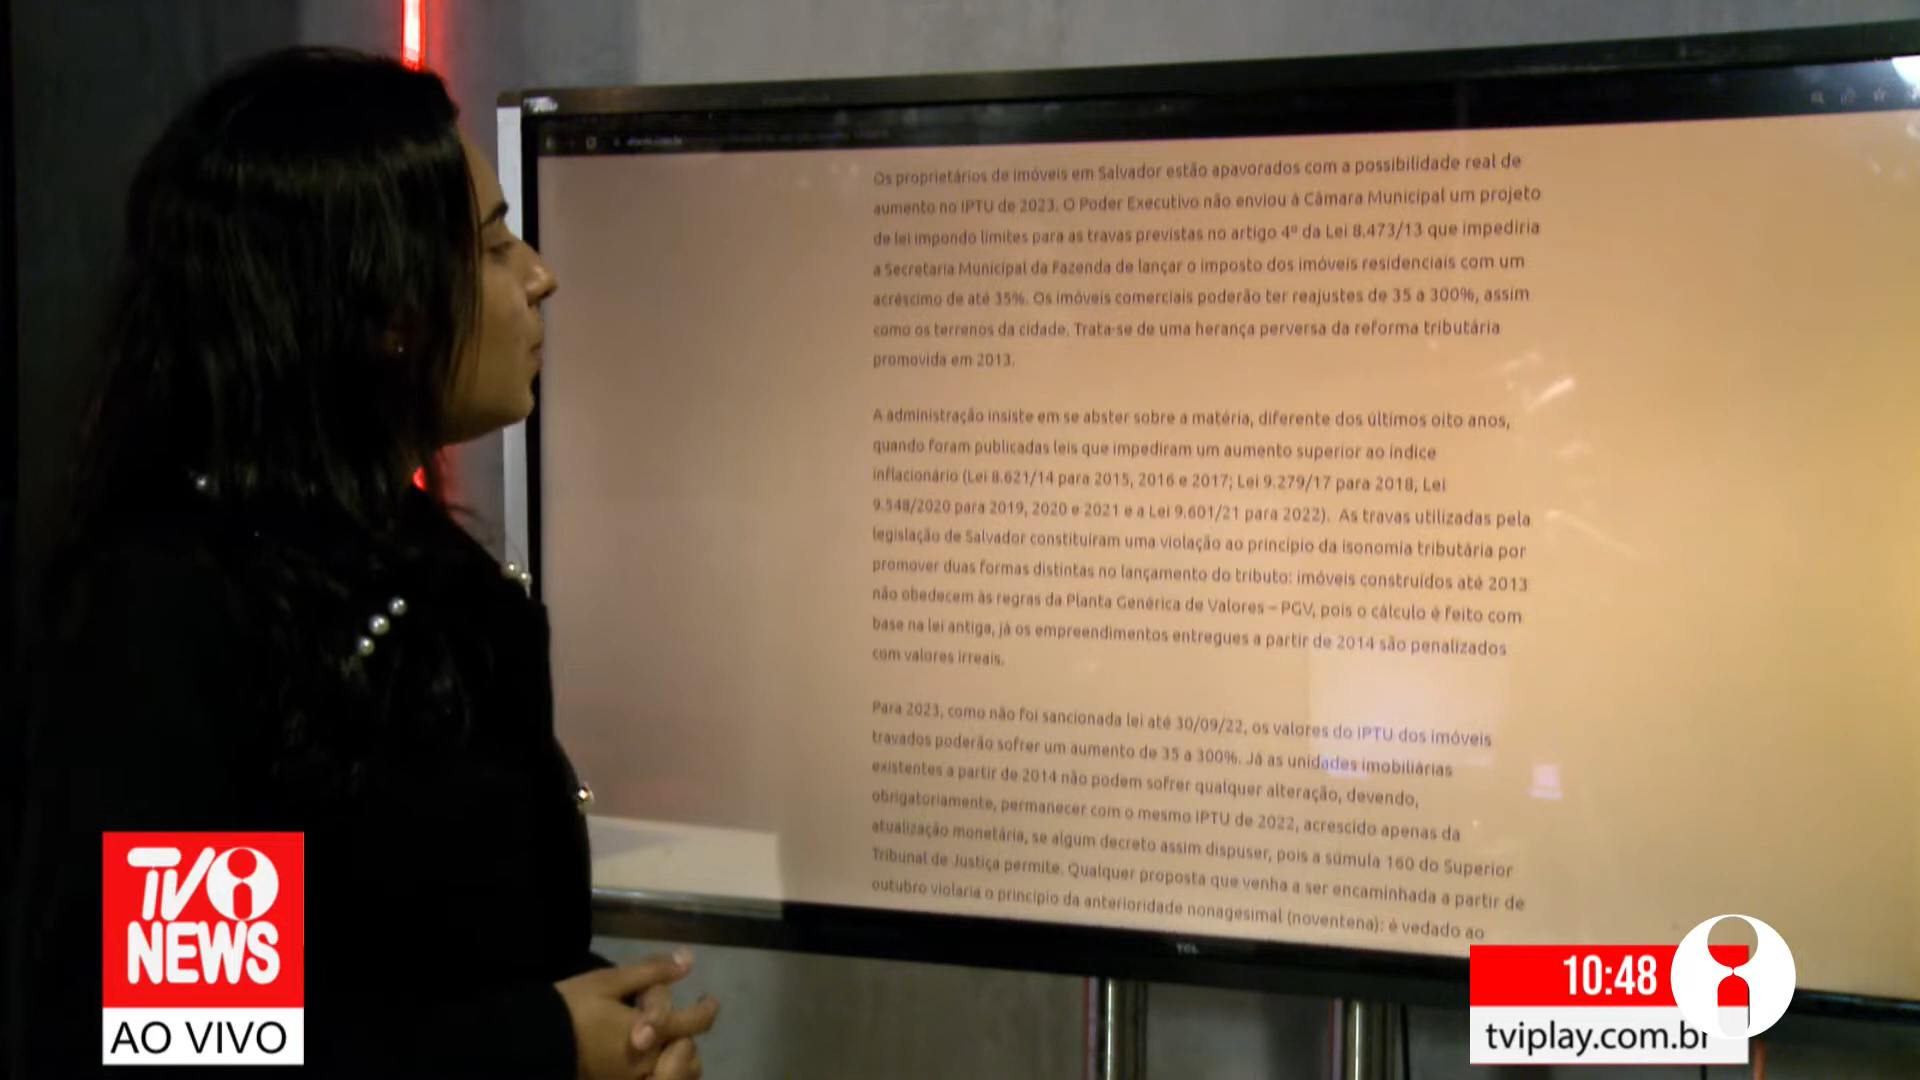 Os proprietários de imóveis em Salvador estão apavorados com a possibilidade real de
aumento no IPTU de 2023. O Poder Executivo não enviou à Câmara Municipal um projeto
de lei impondo limites para as travas previstas no artigo 4º da Lei 8.473/13 que impediria
a Secretaria Municipal da Fazenda de lançar o imposto dos imóveis residenciais com um
acréscimo de até 35%. Os imóveis comerciais poderão ter reajustes de 35 a 300%, assim
como os terrenos da cidade. Trata-se de uma herança perversa da reforma tributária
promovida em 2013.
A administração insiste em se abster sobre a matéria, diferente dos últimos oito anos,
quando foram publicadas leis que impediram um aumento superior ao índice
inflacionário (Lei 8.621/14 para 2015, 2016 e 2017; Lei 9.279/17 para 2018, Lei
9.548/2020 para 2019, 2020 e 2021 e a Lei 9.601/21 para 2022). As travas utilizadas pela
legislação de Salvador constituíram uma violação ao princípio da isonomia tributária por
promover duas formas distintas no lançamento do tributo: imóveis construídos até 2013
não obedecem às regras da Planta Genérica de Valores – PGV, pois o cálculo é feito com
base na lei antiga, já os empreendimentos entregues a partir de 2014 são penalizados
com valores irreais.
Para 2023, como não foi sancionada lei até 30/09/22, os valores do IPTU dos imóveis
travados poderão sofrer um aumento de 35 a 300%. Já as unidades imobiliárias
existentes a partir de 2014 não podem sofrer qualquer alteração, devendo,
obrigatoriamente, permanecer com o mesmo IPTU de 2022, acrescido apenas da
atualização monetária, se algum decreto assim dispuser, pois a súmula 160 do Superior
Tribunal de Justiça permite. Qualquer proposta que venha a ser encaminhada a partir de
outubro violaria o princípio da anterioridade nonagesimal (noventena): é vedado ao
TCL
TVi
NEWS
AO VIVO
10:48
tviplay.com.br